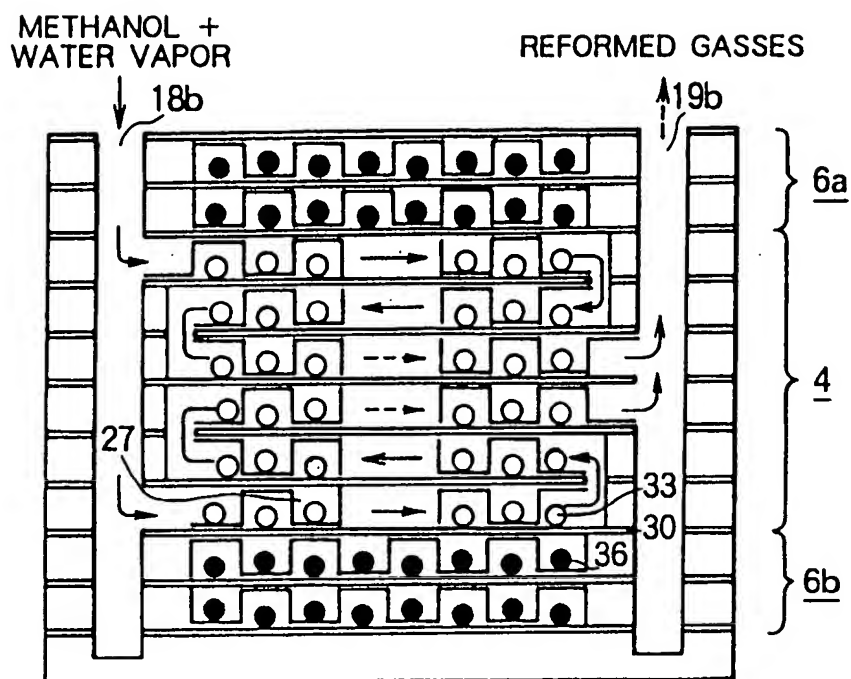 METHANOL +
WATER VAPOR
REFORMED GASSES
18b
19b
6a
4
27
33
30
36
6b